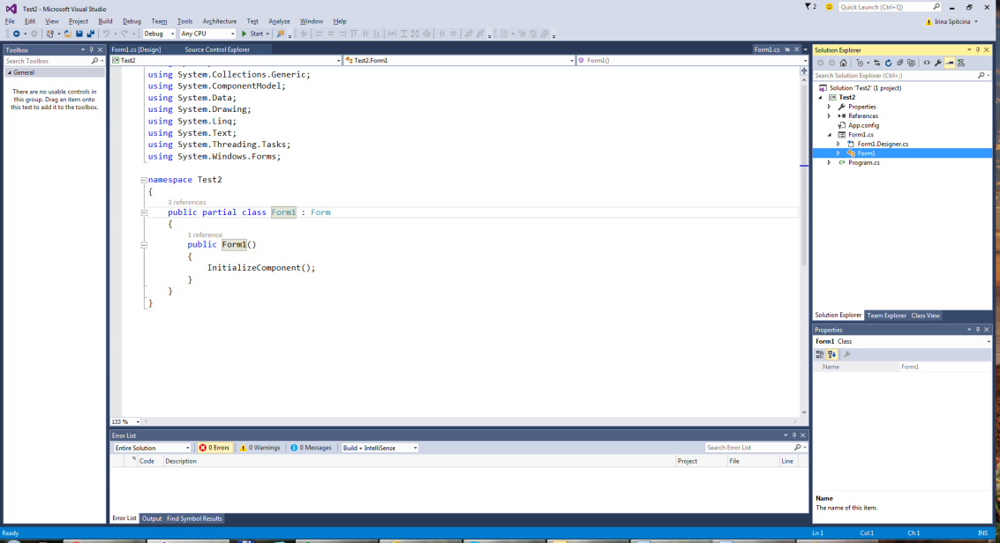 Test2 - Microsoft Visual Studio
2
Quick Launch (Ctrl+Q)
File Edit View Project Build Debug Team Tools Architecture Test Analyze Window Help
Irina Spitcina
Debug Any CPU Start
Toolbox
Search Toolbox
General
There are no usable controls in
this group. Drag an item onto
this text to add it to the toolbox.
Form1.cs [Design] Source Control Explorer Form1.cs
Test2 Test2.Form1 Form1()
using System.Collections.Generic;
using System.ComponentModel;
using System.Data;
using System.Drawing;
using System.Linq;
using System.Text;
using System.Threading.Tasks;
using System.Windows.Forms;
namespace Test2
{
3 references
public partial class Form1 : Form
{
1 reference
public Form1()
{
InitializeComponent();
}
}
}
133 %
Error List
Entire Solution 0 Errors 0 Warnings 0 Messages Build + IntelliSense Search Error List
Code Description Project File Line
Error List Output Find Symbol Results
Solution Explorer
Search Solution Explorer (Ctrl+;)
Solution 'Test2' (1 project)
Test2
Properties
References
App.config
Form1.cs
Form1.Designer.cs
Form1
Program.cs
Solution Explorer Team Explorer Class View
Properties
Form1 Class
Name Form1
Name
The name of this item.
Ready Ln 1 Col 1 Ch 1 INS